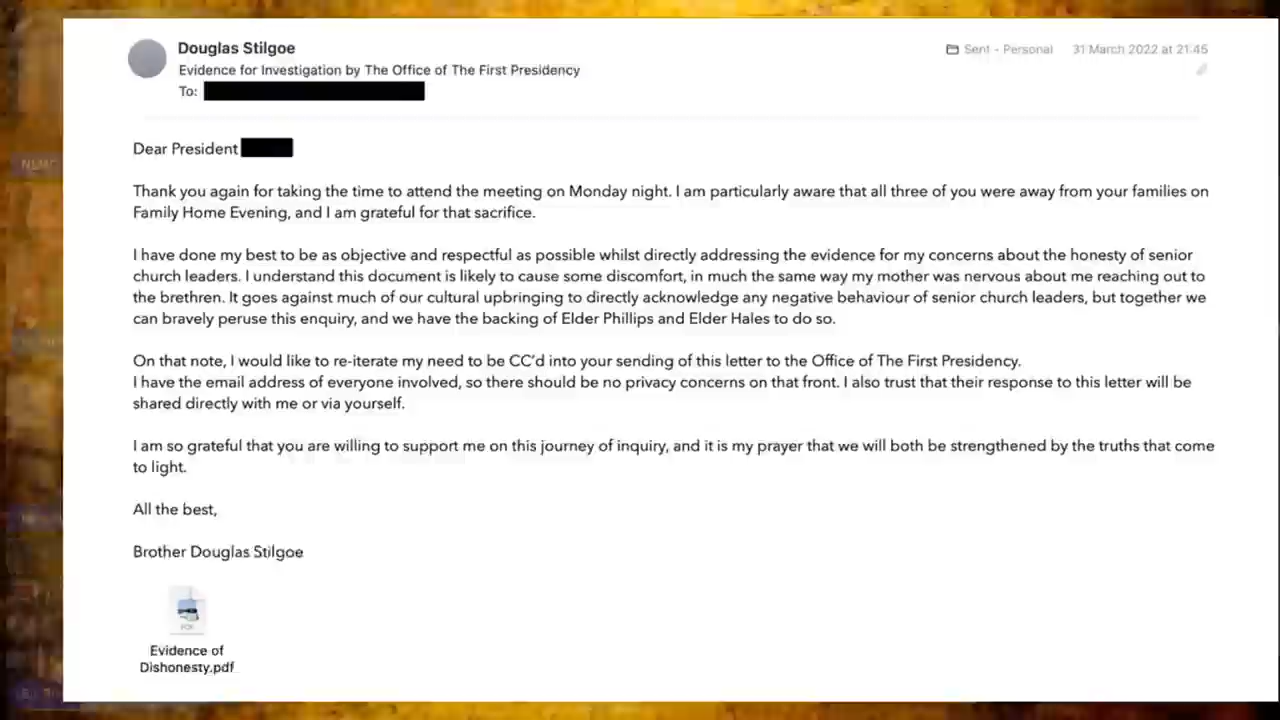 Douglas Stilgoe
Sent - Personal 31 March 2022 at 21:45
Evidence for Investigation by The Office of The First Presidency
To:
Dear President
Thank you again for taking the time to attend the meeting on Monday night. I am particularly aware that all three of you were away from your families on
Family Home Evening, and I am grateful for that sacrifice.
I have done my best to be as objective and respectful as possible whilst directly addressing the evidence for my concerns about the honesty of senior
church leaders. I understand this document is likely to cause some discomfort, in much the same way my mother was nervous about me reaching out to
the brethren. It goes against much of our cultural upbringing to directly acknowledge any negative behaviour of senior church leaders, but together we
can bravely peruse this enquiry, and we have the backing of Elder Phillips and Elder Hales to do so.
On that note, I would like to re-iterate my need to be CC'd into your sending of this letter to the Office of The First Presidency.
I have the email address of everyone involved, so there should be no privacy concerns on that front. I also trust that their response to this letter will be
shared directly with me or via yourself.
I am so grateful that you are willing to support me on this journey of inquiry, and it is my prayer that we will both be strengthened by the truths that come
to light.
All the best,
Brother Douglas Stilgoe
PDF
Evidence of
Dishonesty.pdf